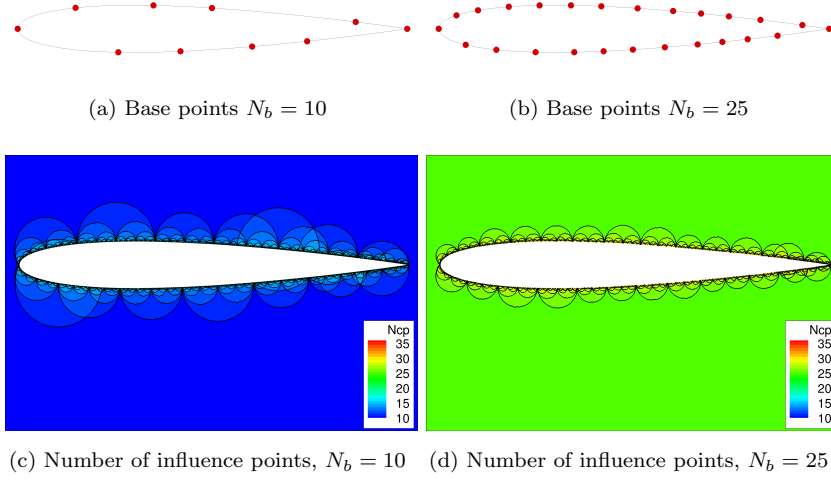 (a) Base points $N_b = 10$
(b) Base points $N_b = 25$
Ncp
35
30
25
20
15
10
Ncp
35
30
25
20
15
10
(c) Number of influence points, $N_b = 10$
(d) Number of influence points, $N_b = 25$